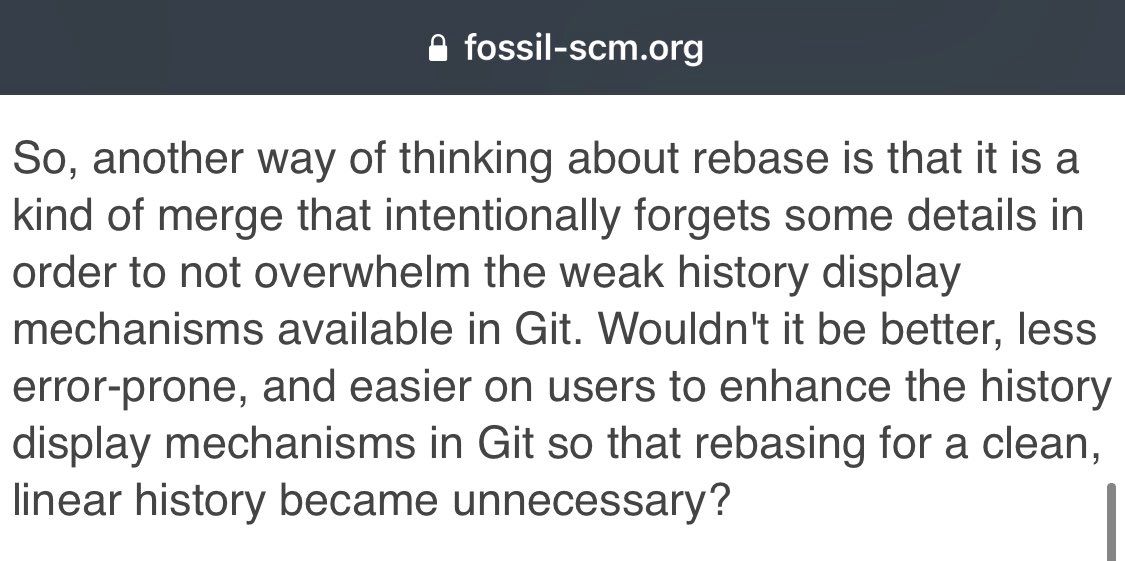 fossil-scm.org
So, another way of thinking about rebase is that it is a
kind of merge that intentionally forgets some details in
order to not overwhelm the weak history display
mechanisms available in Git. Wouldn't it be better, less
error-prone, and easier on users to enhance the history
display mechanisms in Git so that rebasing for a clean,
linear history became unnecessary?